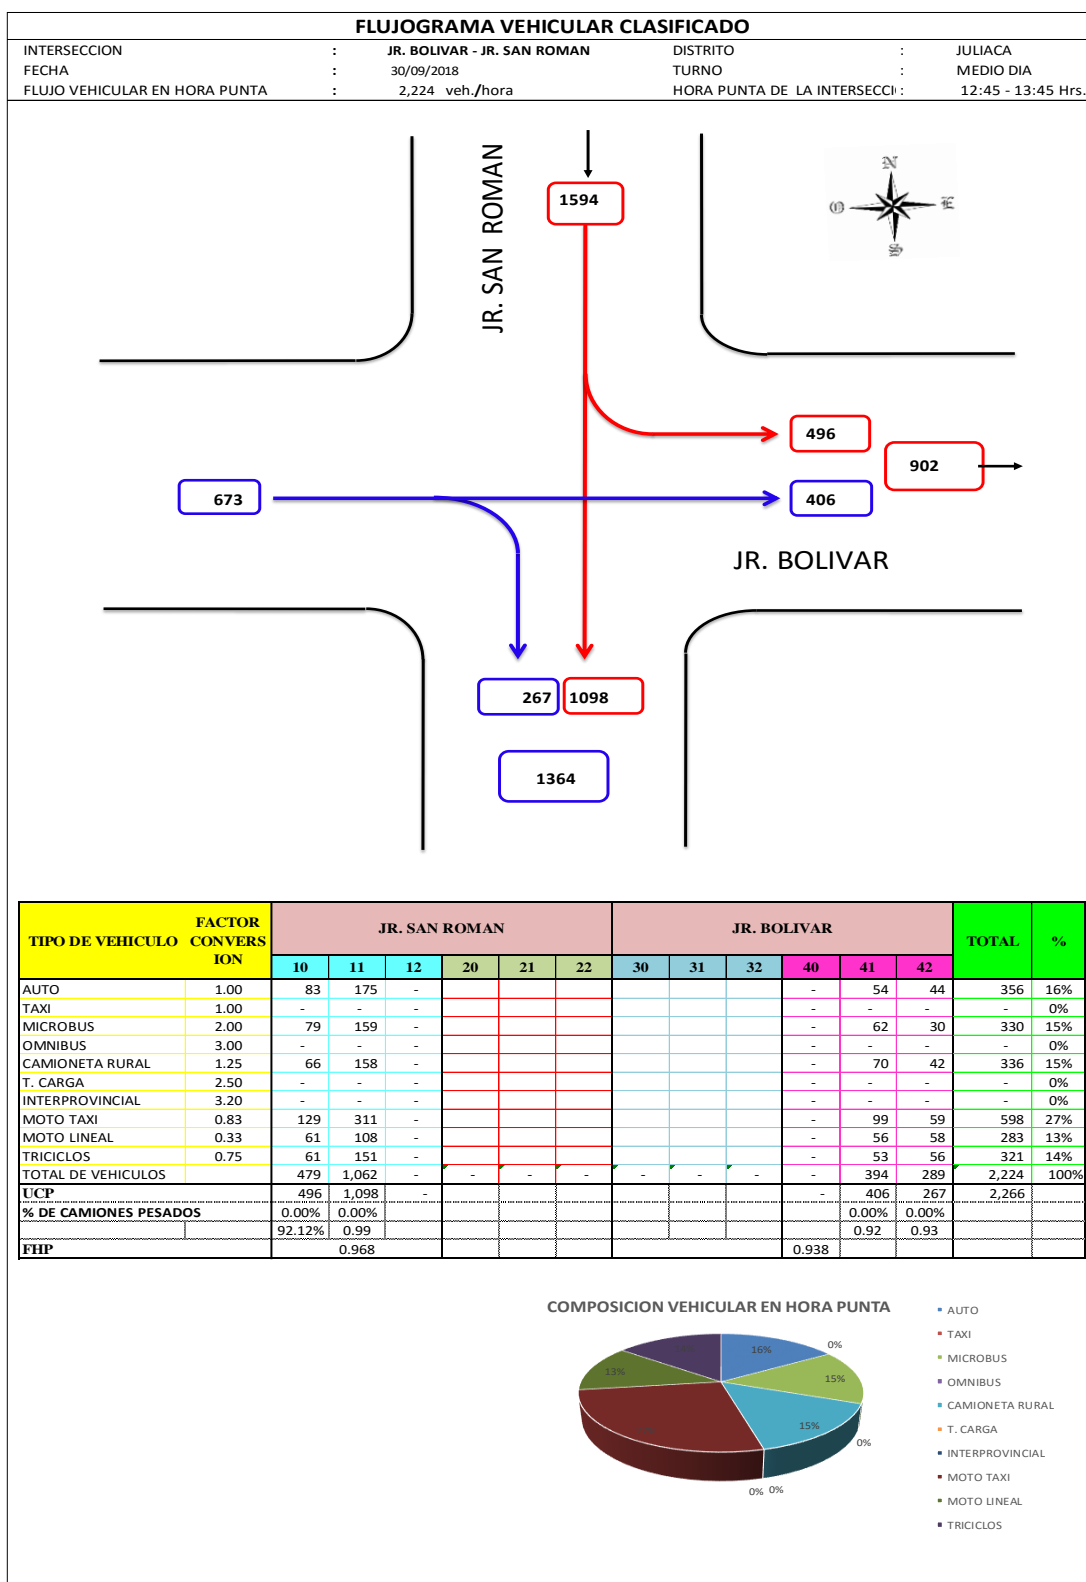 FLUJOGRAMA VEHICULAR CLASIFICADO
INTERSECCION : JR. BOLIVAR - JR. SAN ROMAN DISTRITO : JULIACA
FECHA : 30/09/2018 TURNO : MEDIO DIA
FLUJO VEHICULAR EN HORA PUNTA : 2,224 veh./hora HORA PUNTA DE LA INTERSECCI : 12:45 - 13:45 Hrs.
JR. SAN ROMAN
1594
N
O E
S
496
902
673
406
JR. BOLIVAR
267 1098
1364
TIPO DE VEHICULO FACTOR CONVERS ION JR. SAN ROMAN JR. BOLIVAR TOTAL %
10 11 12 20 21 22 30 31 32 40 41 42
AUTO 1.00 83 175 - - 54 44 356 16%
TAXI 1.00 - - - - - - - 0%
MICROBUS 2.00 79 159 - - 62 30 330 15%
OMNIBUS 3.00 - - - - - - - 0%
CAMIONETA RURAL 1.25 66 158 - - 70 42 336 15%
T. CARGA 2.50 - - - - - - - 0%
INTERPROVINCIAL 3.20 - - - - - - - 0%
MOTO TAXI 0.83 129 311 - - 99 59 598 27%
MOTO LINEAL 0.33 61 108 - - 56 58 283 13%
TRICICLOS 0.75 61 151 - - 53 56 321 14%
TOTAL DE VEHICULOS 479 1,062 - - - - - - - - 394 289 2,224 100%
UCP 496 1,098 - - 406 267 2,266
% DE CAMIONES PESADOS 0.00% 0.00% 0.00% 0.00%
92.12% 0.99 0.92 0.93
FHP 0.968 0.938
COMPOSICION VEHICULAR EN HORA PUNTA
16%
0%
15%
15%
0%
0%
0%
13%
AUTO
TAXI
MICROBUS
OMNIBUS
CAMIONETA RURAL
T. CARGA
INTERPROVINCIAL
MOTO TAXI
MOTO LINEAL
TRICICLOS